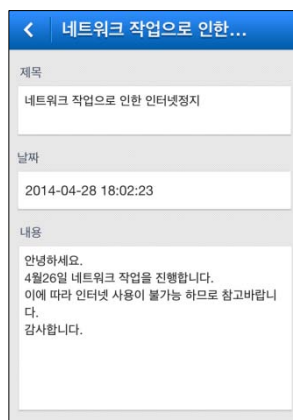 네트워크 작업으로 인한...
제목
네트워크 작업으로 인한 인터넷정지
날짜
2014-04-28 18:02:23
내용
안녕하세요.
4월26일 네트워크 작업을 진행합니다.
이에 따라 인터넷 사용이 불가능 하므로 참고바랍니
다.
감사합니다.